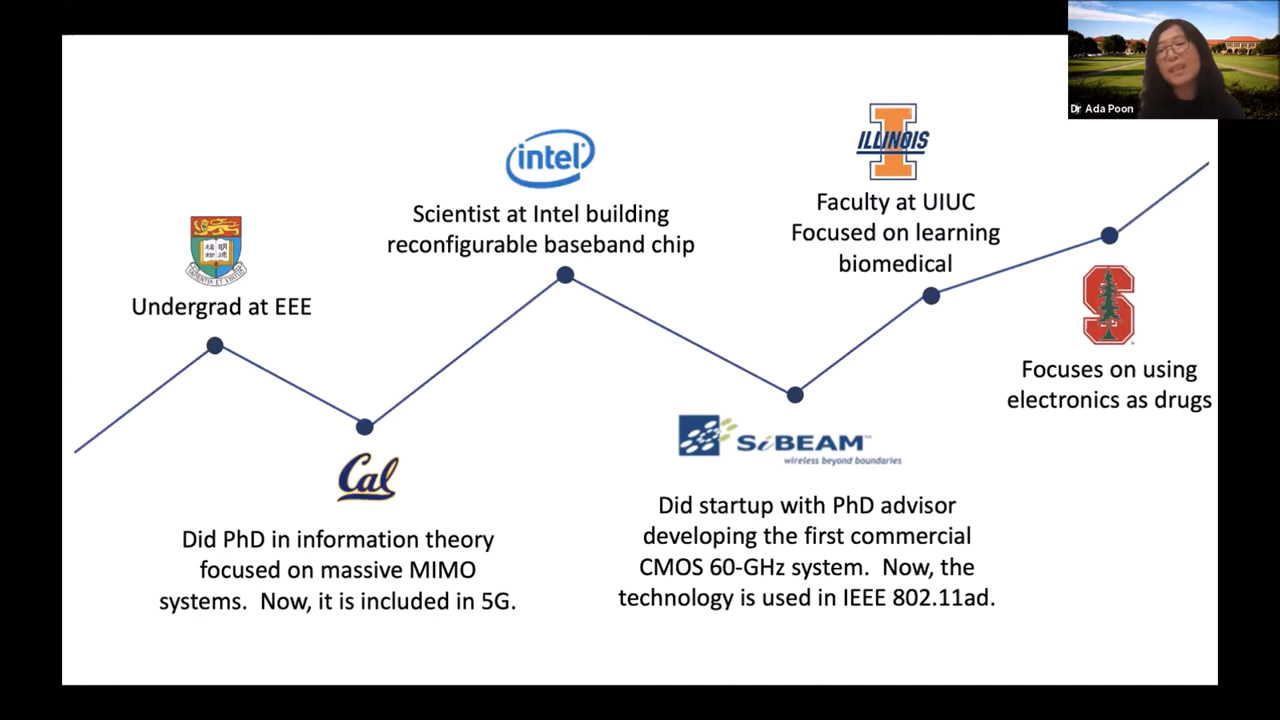 Dr Ada Poon
ILLINOIS
intel
Faculty at UIUC
Focused on learning
biomedical
Scientist at Intel building
reconfigurable baseband chip
Undergrad at EEE
S
Focuses on using
electronics as drugs
Cal
SiBEAM™
wireless beyond boundaries
Did PhD in information theory
focused on massive MIMO
systems.  Now, it is included in 5G.
Did startup with PhD advisor
developing the first commercial
CMOS 60-GHz system.  Now, the
technology is used in IEEE 802.11ad.